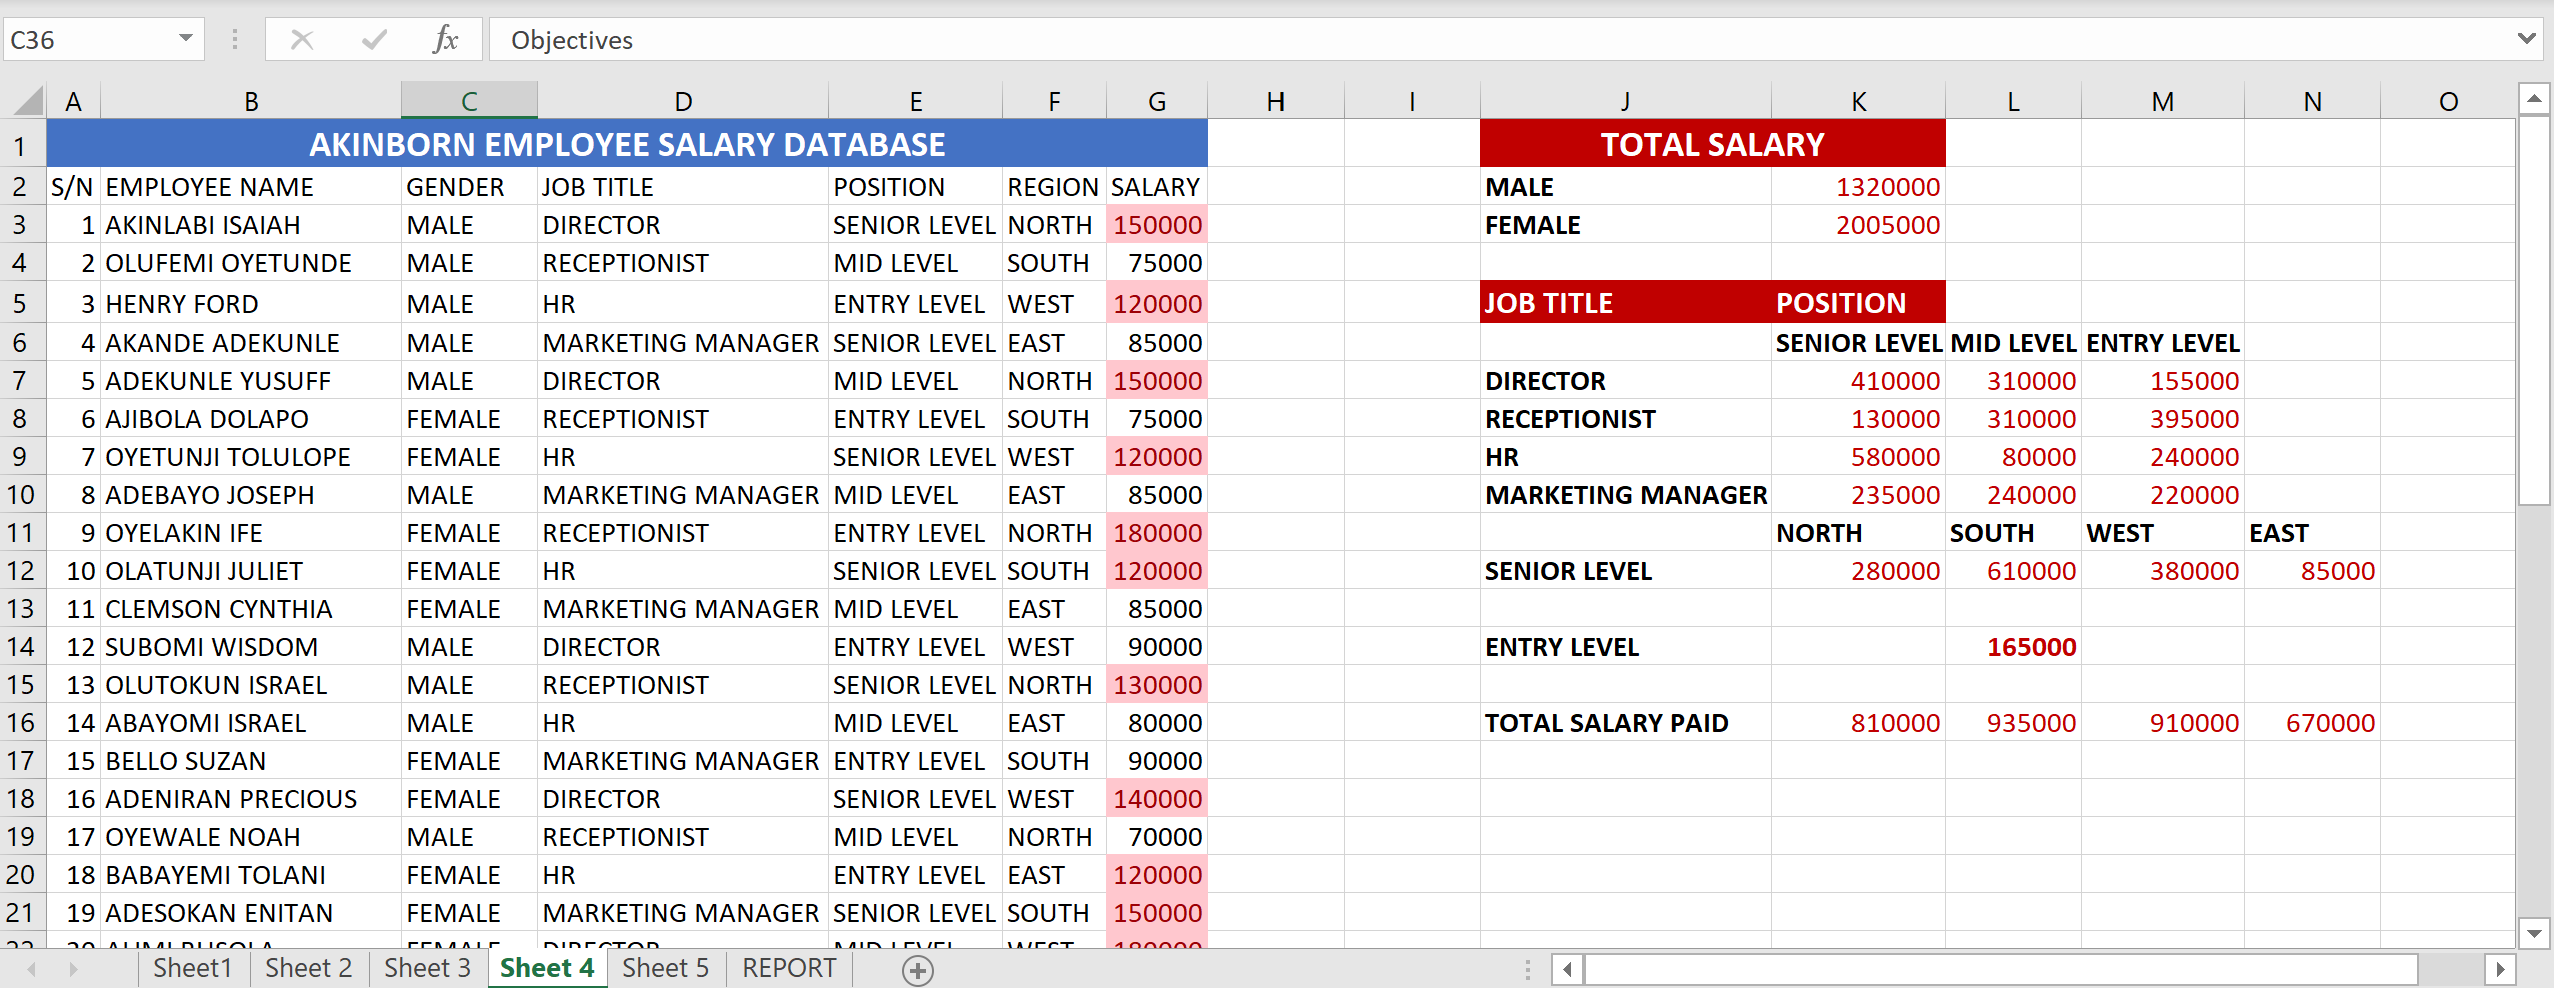 C36 fx Objectives
A B C D E F G H I J K L M N O
1 AKINBORN EMPLOYEE SALARY DATABASE TOTAL SALARY
2 S/N EMPLOYEE NAME GENDER JOB TITLE POSITION REGION SALARY MALE 1320000
3 1 AKINLABI ISAIAH MALE DIRECTOR SENIOR LEVEL NORTH 150000 FEMALE 2005000
4 2 OLUFEMI OYETUNDE MALE RECEPTIONIST MID LEVEL SOUTH 75000
5 3 HENRY FORD MALE HR ENTRY LEVEL WEST 120000 JOB TITLE POSITION
6 4 AKANDE ADEKUNLE MALE MARKETING MANAGER SENIOR LEVEL EAST 85000 SENIOR LEVEL MID LEVEL ENTRY LEVEL
7 5 ADEKUNLE YUSUFF MALE DIRECTOR MID LEVEL NORTH 150000 DIRECTOR 410000 310000 155000
8 6 AJIBOLA DOLAPO FEMALE RECEPTIONIST ENTRY LEVEL SOUTH 75000 RECEPTIONIST 130000 310000 395000
9 7 OYETUNJI TOLULOPE FEMALE HR SENIOR LEVEL WEST 120000 HR 580000 80000 240000
10 8 ADEBAYO JOSEPH MALE MARKETING MANAGER MID LEVEL EAST 85000 MARKETING MANAGER 235000 240000 220000
11 9 OYELAKIN IFE FEMALE RECEPTIONIST ENTRY LEVEL NORTH 180000 NORTH SOUTH WEST EAST
12 10 OLATUNJI JULIET FEMALE HR SENIOR LEVEL SOUTH 120000 SENIOR LEVEL 280000 610000 380000 85000
13 11 CLEMSON CYNTHIA FEMALE MARKETING MANAGER MID LEVEL EAST 85000
14 12 SUBOMI WISDOM MALE DIRECTOR ENTRY LEVEL WEST 90000 ENTRY LEVEL 165000
15 13 OLUTOKUN ISRAEL MALE RECEPTIONIST SENIOR LEVEL NORTH 130000
16 14 ABAYOMI ISRAEL MALE HR MID LEVEL EAST 80000 TOTAL SALARY PAID 810000 935000 910000 670000
17 15 BELLO SUZAN FEMALE MARKETING MANAGER ENTRY LEVEL SOUTH 90000
18 16 ADENIRAN PRECIOUS FEMALE DIRECTOR SENIOR LEVEL WEST 140000
19 17 OYEWALE NOAH MALE RECEPTIONIST MID LEVEL NORTH 70000
20 18 BABAYEMI TOLANI FEMALE HR ENTRY LEVEL EAST 120000
21 19 ADESOKAN ENITAN FEMALE MARKETING MANAGER SENIOR LEVEL SOUTH 150000
22 20 FEMALE DIRECTOR MID LEVEL WEST 180000
Sheet1 Sheet 2 Sheet 3 Sheet 4 Sheet 5 REPORT